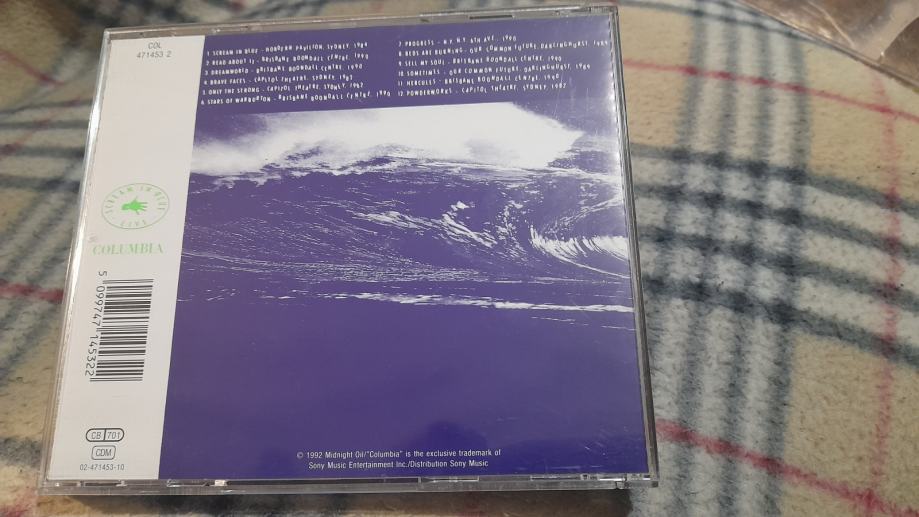 COL
471453 2
1 SCREAM IN BLUE - HORDERN PAVILION, SYDNEY, 1984
2 READ ABOUT IT - BRISBANE BOONDALL CENTRE, 1990
3 DREAMWORLD - BRISBANE BOONDALL CENTRE, 1990
4 BRAVE FACES - CAPITOL THEATRE, SYDNEY, 1982
5 ONLY THE STRONG - CAPITOL THEATRE, SYDNEY, 1982
6 STARS OF WARBURTON - BRISBANE BOONDALL CENTRE, 1990
7 PROGRESS - N.Y. N.Y. 6TH AVE., 1990
8 BEDS ARE BURNING - OUR COMMON FUTURE, DARLINGHURST, 1989
9 SELL MY SOUL - BRISBANE BOONDALL CENTRE, 1990
10 SOMETIMES - OUR COMMON FUTURE, DARLINGHURST, 1989
11 HERCULES - BRISBANE BOONDALL CENTRE, 1990
12 POWDERWORKS - CAPITOL THEATRE, SYDNEY, 1982
SCREAM IN BLUE
LIVE
COLUMBIA
5 099747 145322
CB 701
CDM
02-471453-10
© 1992 Midnight Oil/"Columbia" is the exclusive trademark of
Sony Music Entertainment Inc./Distribution Sony Music